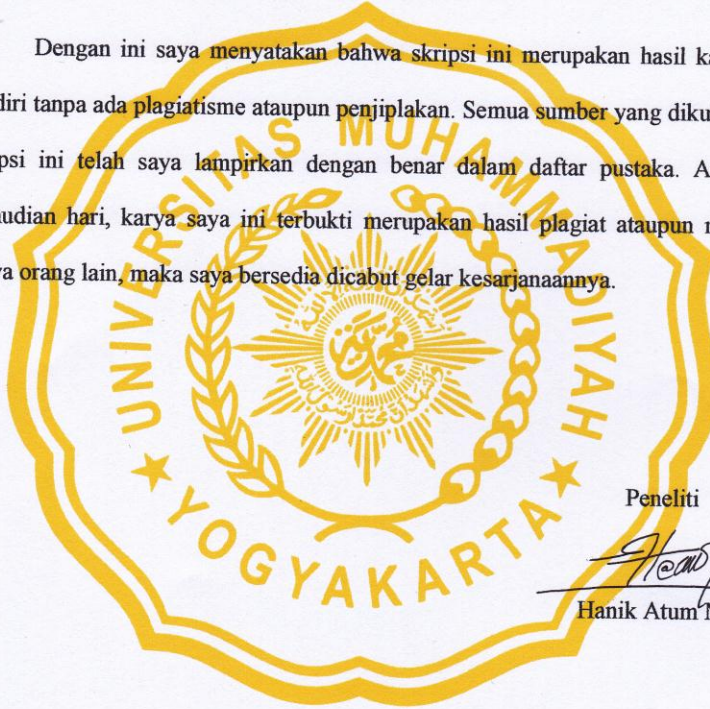 Dengan ini saya menyatakan bahwa skripsi ini merupakan hasil ka
diri tanpa ada plagiatisme ataupun penjiplakan. Semua sumber yang diku
psi ini telah saya lampirkan dengan benar dalam daftar pustaka. A
udian hari, karya saya ini terbukti merupakan hasil plagiat ataupun
ya orang lain, maka saya bersedia dicabut gelar kesarjanaannya.
UNIVERSITAS MUHAMMADIYAH
YOGYAKARTA
محمد
Peneliti
Hanik Atum